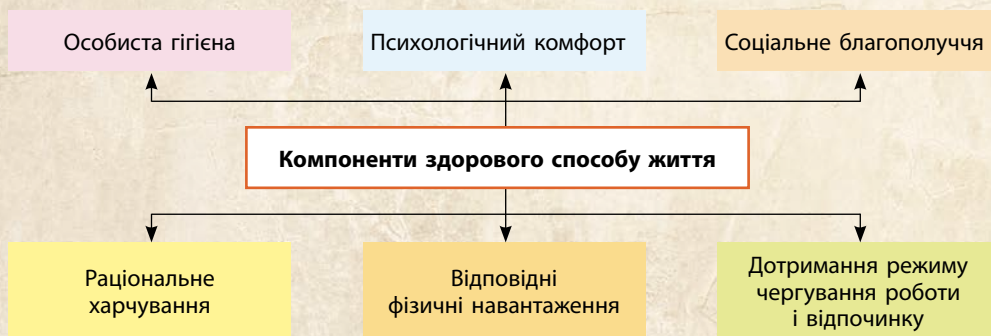 Особиста гігієна
Психологічний комфорт
Соціальне благополуччя
Компоненти здорового способу життя
Раціональне
харчування
Відповідні
фізичні навантаження
Дотримання режиму
чергування роботи
і відпочинку